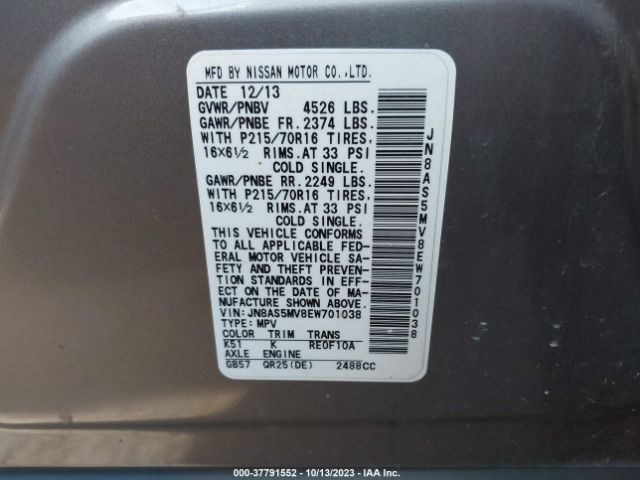 MFD BY NISSAN MOTOR CO.,LTD.
DATE 12/13
GVWR/PNBV 4526 LBS.
GAWR/PNBE FR. 2374 LBS.
WITH P215/70R16 TIRES,
16X6½ RIMS.AT 33 PSI
COLD SINGLE.
GAWR/PNBE RR. 2249 LBS.
WITH P215/70R16 TIRES,
16X6½ RIMS.AT 33 PSI
COLD SINGLE.
THIS VEHICLE CONFORMS
TO ALL APPLICABLE FED-
ERAL MOTOR VEHICLE SA-
FETY AND THEFT PREVEN-
TION STANDARDS IN EFF-
ECT ON THE DATE OF MA-
NUFACTURE SHOWN ABOVE.
VIN: JN8AS5MV8EW701038
TYPE: MPV
COLOR TRIM TRANS
K51 K RE0F10A
AXLE ENGINE
GB57 QR25(DE) 2488CC
JN8AS5MV8EW701038
000-37791552 - 10/13/2023 - IAA Inc.